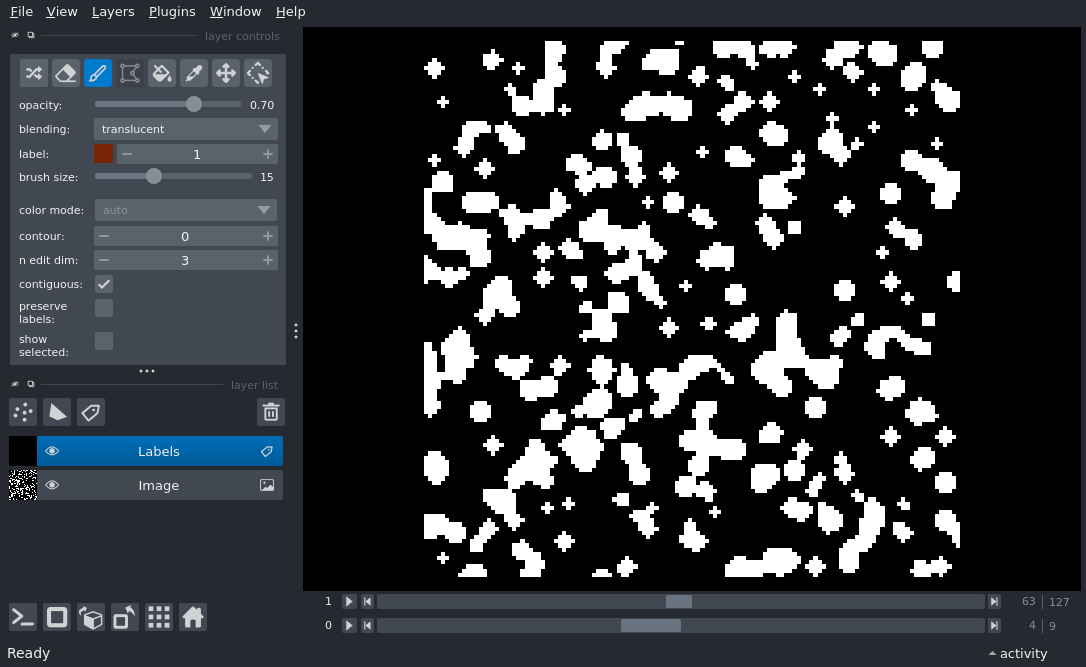 File View Layers Plugins Window Help
layer controls
opacity: 0.70
blending: translucent
label: 1
brush size: 15
color mode: auto
contour: 0
n edit dim: 3
contiguous:
preserve
labels:
show
selected:
layer list
Labels
Image
1 63 127
0 4 9
Ready activity